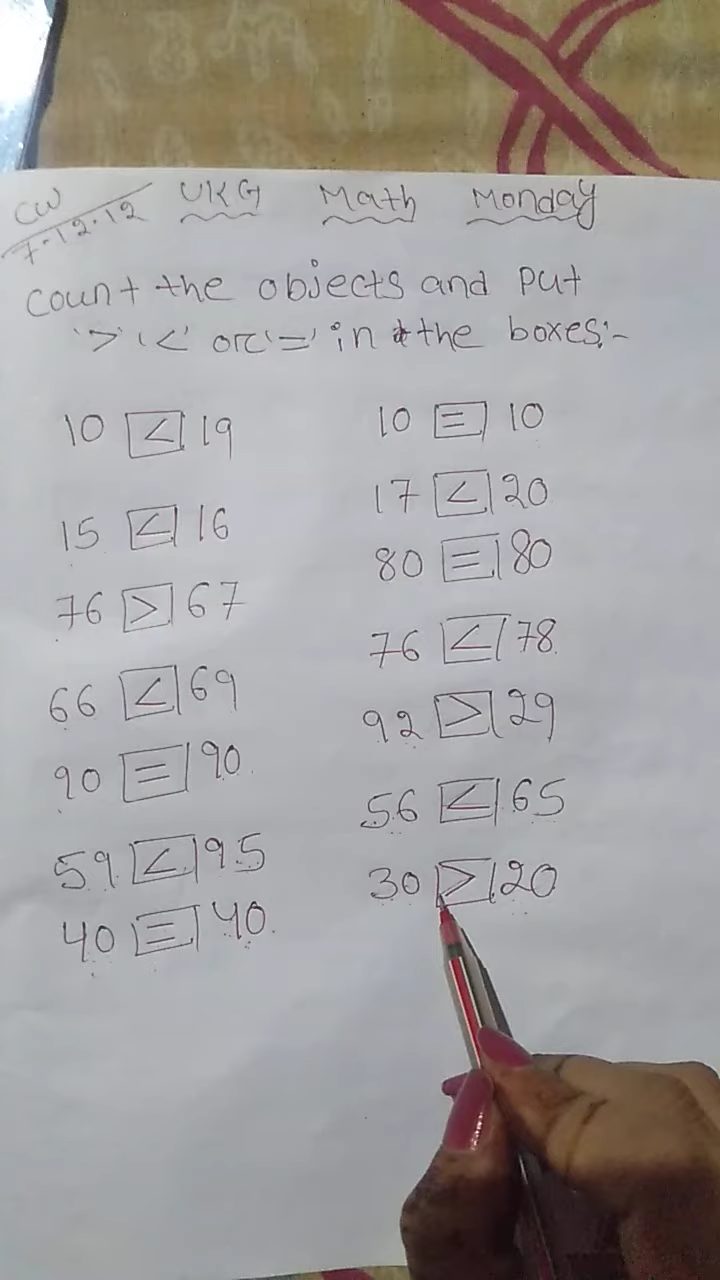 CW
7.12.12
UKG Math Monday
Count the objects and put
'>' '<' or '=' in the boxes:-
10 < 19
10 = 10
15 < 16
17 < 20
76 > 67
80 = 80
66 < 69
76 < 78
90 = 90
92 > 29
59 < 95
56 < 65
40 = 40
30 > 20